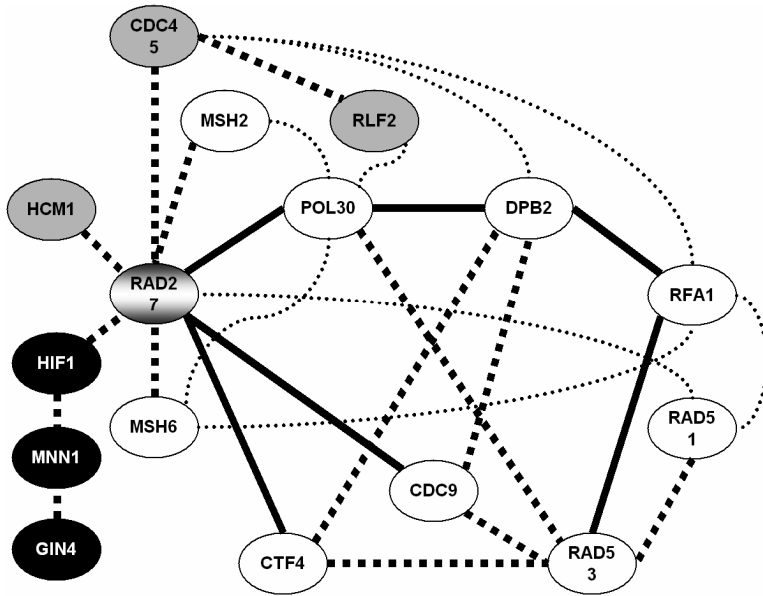 CDC4
5
MSH2
RLF2
HCM1
POL30
DPB2
RAD2
7
RFA1
HIF1
MSH6
RAD5
1
MNN1
CDC9
GIN4
CTF4
RAD5
3